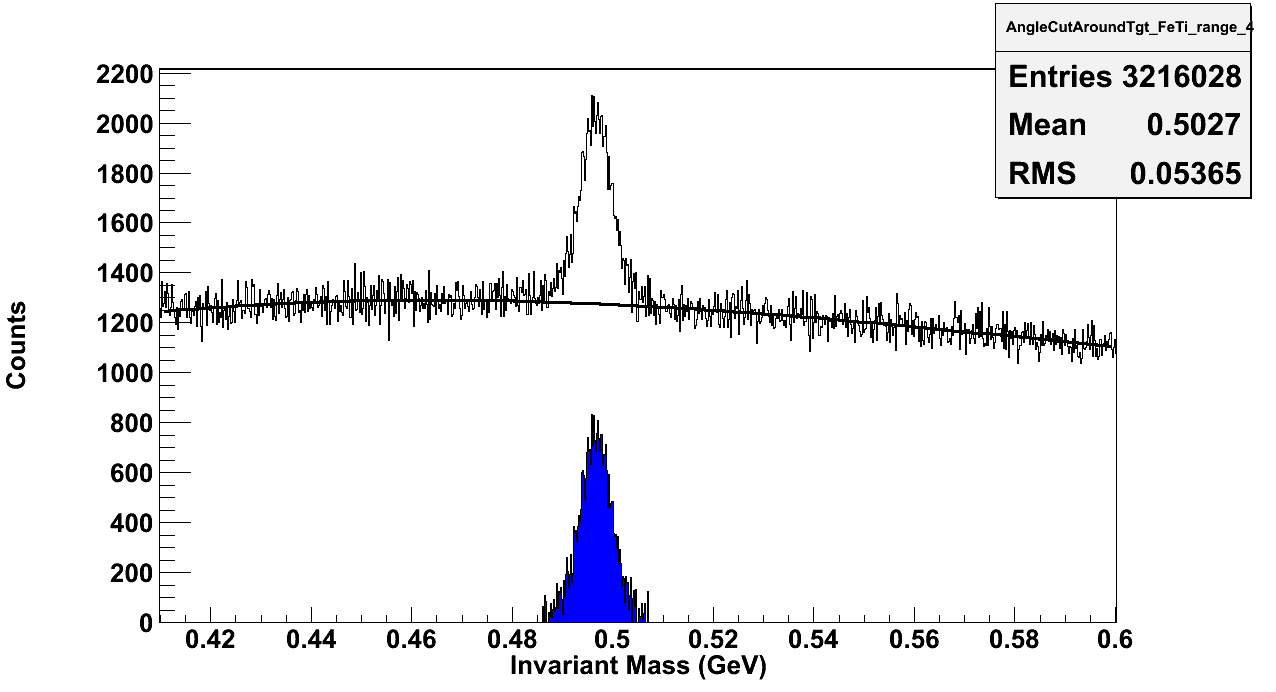 AngleCutAroundTgt_FeTi_range_4
Entries 3216028
Mean 0.5027
RMS 0.05365
2200
2000
1800
1600
1400
1200
1000
800
600
400
200
0
Counts
0.42 0.44 0.46 0.48 0.5 0.52 0.54 0.56 0.58 0.6
Invariant Mass (GeV)